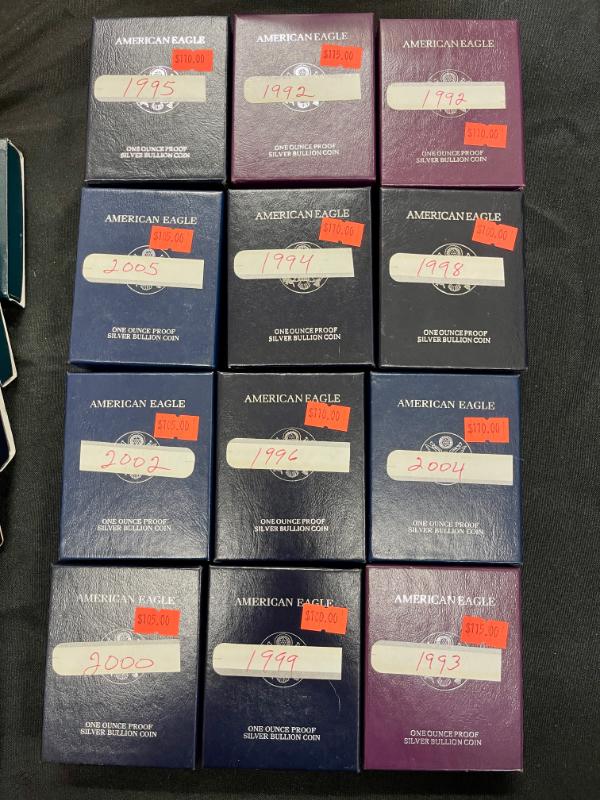 AMERICAN EAGLE
$110.00
1995
ONE OUNCE PROOF
SILVER BULLION COIN
AMERICAN EAGLE
$115.00
1992
ONE OUNCE PROOF
SILVER BULLION COIN
AMERICAN EAGLE
1992
$110.00
ONE OUNCE PROOF
SILVER BULLION COIN
AMERICAN EAGLE
$105.00
2005
ONE OUNCE PROOF
SILVER BULLION COIN
AMERICAN EAGLE
$110.00
1994
ONE OUNCE PROOF
SILVER BULLION COIN
AMERICAN EAGLE
1998
ONE OUNCE PROOF
SILVER BULLION COIN
AMERICAN EAGLE
$105.00
2002
ONE OUNCE PROOF
SILVER BULLION COIN
AMERICAN EAGLE
$110.00
1996
ONE OUNCE PROOF
SILVER BULLION COIN
AMERICAN EAGLE
$110.00
2004
ONE OUNCE PROOF
SILVER BULLION COIN
AMERICAN EAGLE
$105.00
2000
ONE OUNCE PROOF
SILVER BULLION COIN
AMERICAN EAGLE
$100.00
1999
ONE OUNCE PROOF
SILVER BULLION COIN
AMERICAN EAGLE
$115.00
1993
ONE OUNCE PROOF
SILVER BULLION COIN